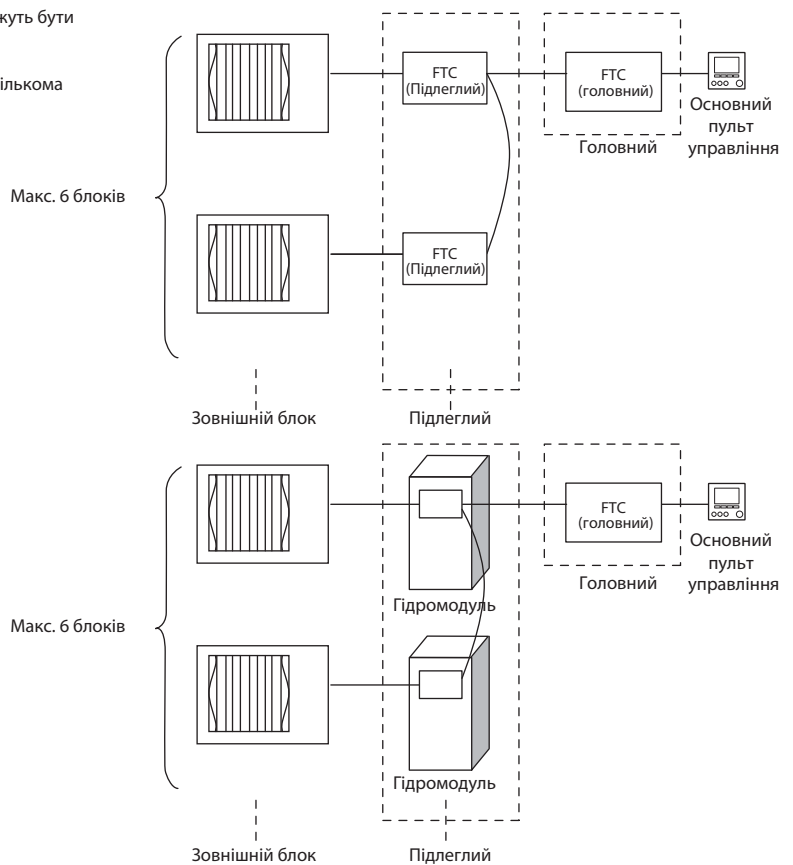 жуть бути
ількома
FTC
(Підлеглий)
FTC
(головний)
Основний
пульт
управління
Головний
Макс. 6 блоків
FTC
(Підлеглий)
Зовнішній блок
Підлеглий
FTC
(головний)
Основний
пульт
управління
Головний
Гідромодуль
Макс. 6 блоків
Гідромодуль
Зовнішній блок
Підлеглий